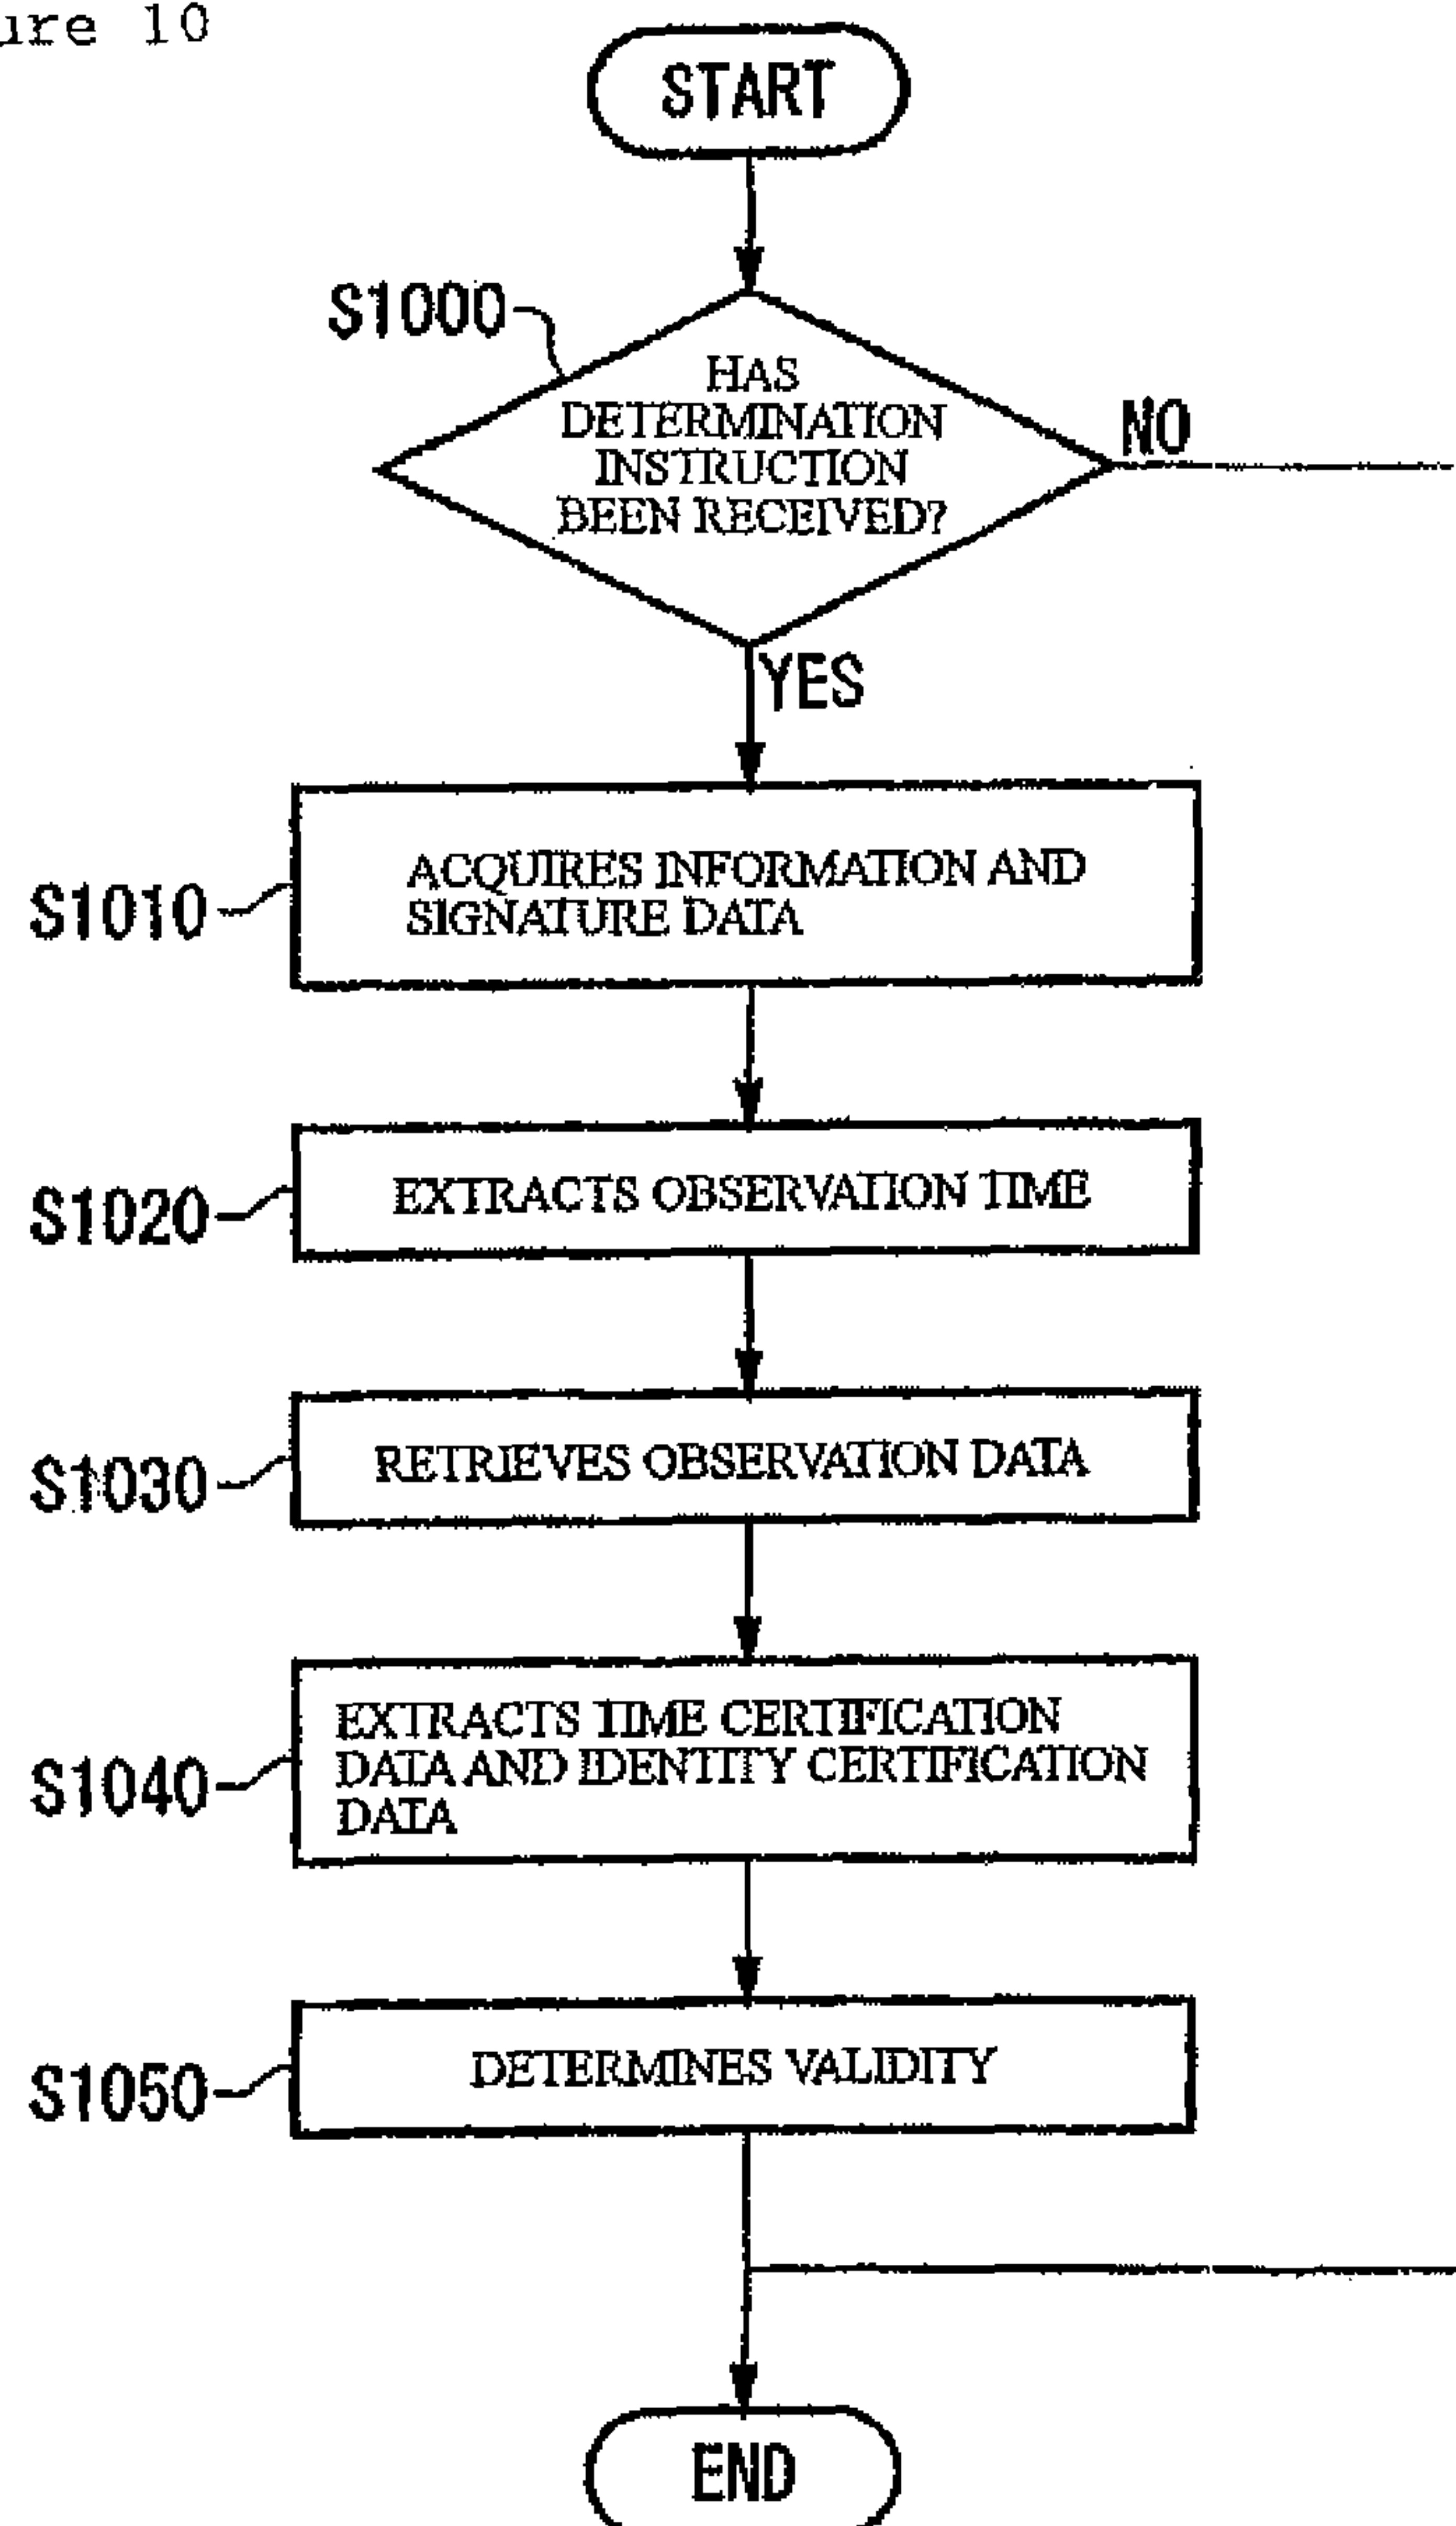 ure 10
START
S1000
HAS
DETERMINATION
INSTRUCTION
BEEN RECEIVED?
NO
YES
S1010
ACQUIRES INFORMATION AND
SIGNATURE DATA
S1020
EXTRACTS OBSERVATION TIME
S1030
RETRIEVES OBSERVATION DATA
S1040
EXTRACTS TIME CERTIFICATION
DATA AND IDENTITY CERTIFICATION
DATA
S1050
DETERMINES VALIDITY
END